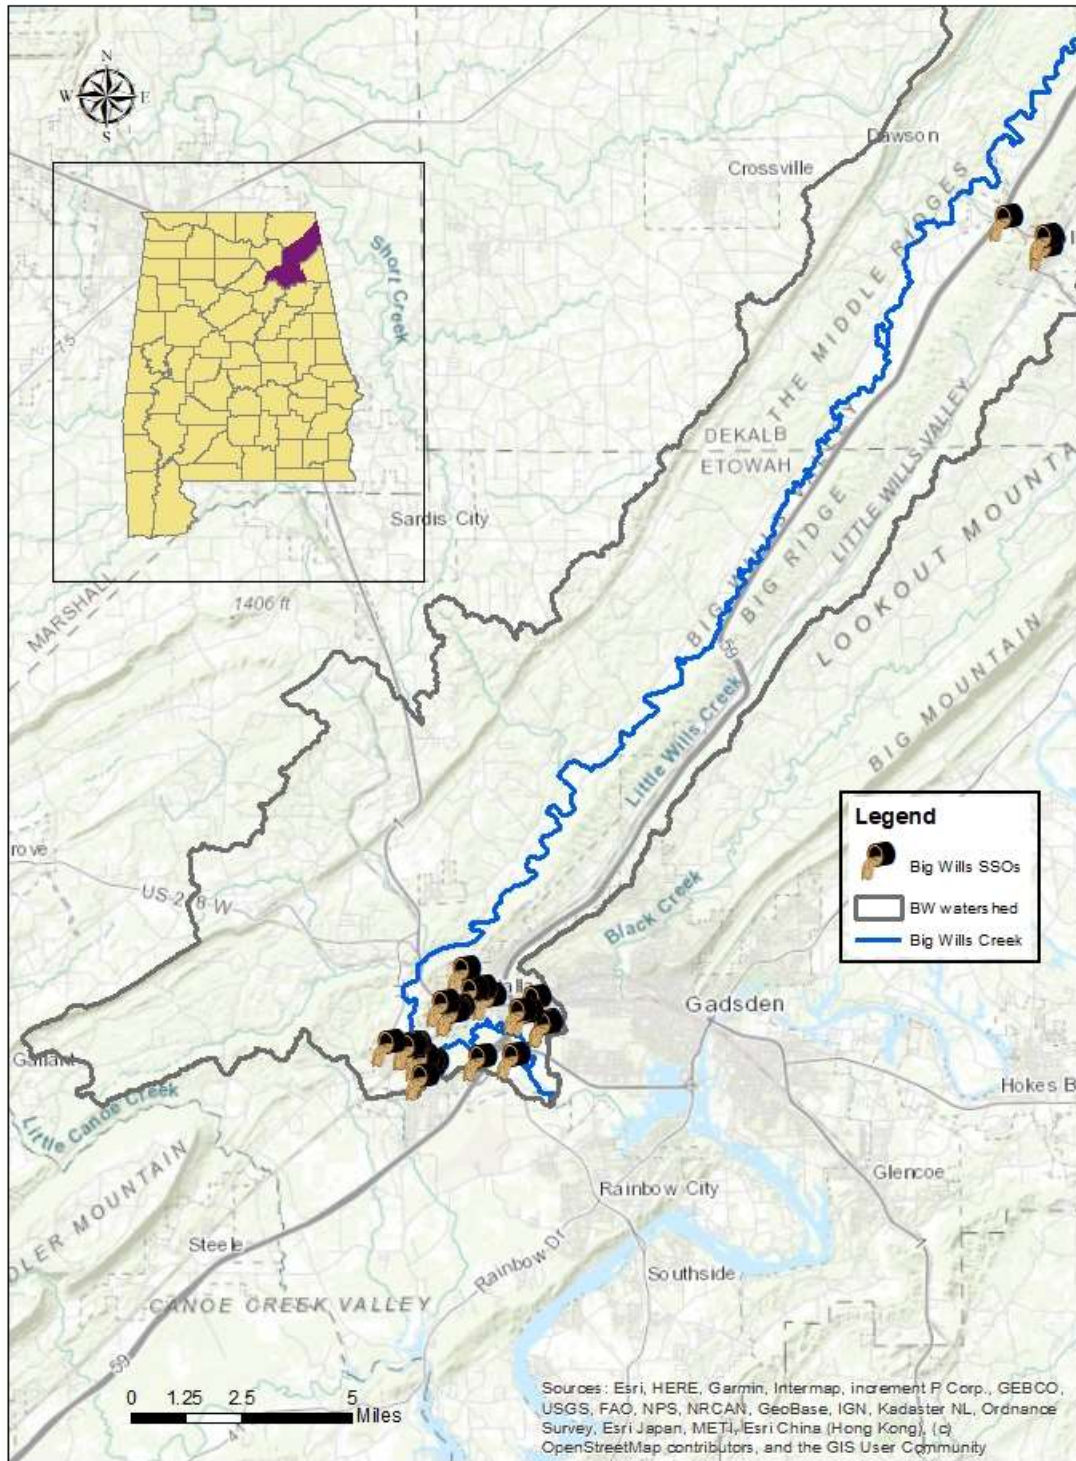 N
W E
S
Dawson
Crossville
THE MIDDLE RIDGES
Short Creek
75
DEKALB
ETOWAH
LITTLE WILLS VALLEY
Sardis City
BIG RIDGE
LOOKOUT MOUNTA
MARSHALL
1406 ft
59
BIG MOUNTAIN
Little Wills Creek
Legend
Big Wills SSOs
BW watershed
Big Wills Creek
1
rove
Black Creek
Gadsden
Gallant
Little Canoe Creek
Hokes B
DLER MOUNTAIN
Glencoe
Rainbow City
Steele
Rainbow Dr
Southside
CANOE CREEK VALLEY
59
0 1.25 2.5 5
Miles
Sources: Esri, HERE, Garmin, Intermap, increment P Corp., GEBCO,
USGS, FAO, NPS, NRCAN, GeoBase, IGN, Kadaster NL, Ordnance
Survey, Esri Japan, METI, Esri China (Hong Kong), (c)
OpenStreetMap contributors, and the GIS User Community